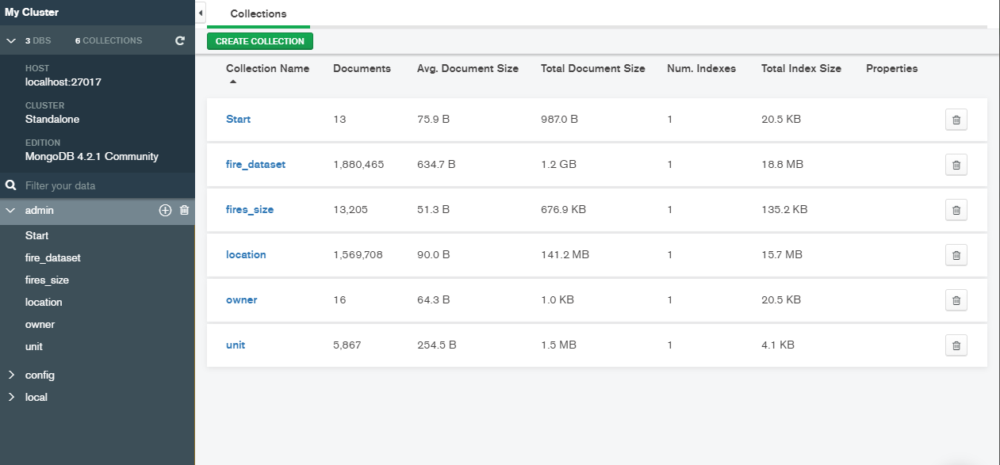 My Cluster
3 DBS 6 COLLECTIONS
HOST
localhost:27017
CLUSTER
Standalone
EDITION
MongoDB 4.2.1 Community
Filter your data
admin
Start
fire_dataset
fires_size
location
owner
unit
config
local
Collections
CREATE COLLECTION
Collection Name Documents Avg. Document Size Total Document Size Num. Indexes Total Index Size Properties
Start 13 75.9 B 987.0 B 1 20.5 KB
fire_dataset 1,880,465 634.7 B 1.2 GB 1 18.8 MB
fires_size 13,205 51.3 B 676.9 KB 1 135.2 KB
location 1,569,708 90.0 B 141.2 MB 1 15.7 MB
owner 16 64.3 B 1.0 KB 1 20.5 KB
unit 5,867 254.5 B 1.5 MB 1 4.1 KB